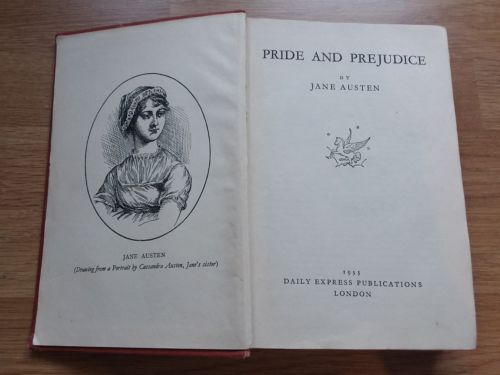 JANE AUSTEN
(Drawing from a Portrait by Cassandra Austen, Jane's sister)
PRIDE AND PREJUDICE
BY
JANE AUSTEN
1933
DAILY EXPRESS PUBLICATIONS
LONDON